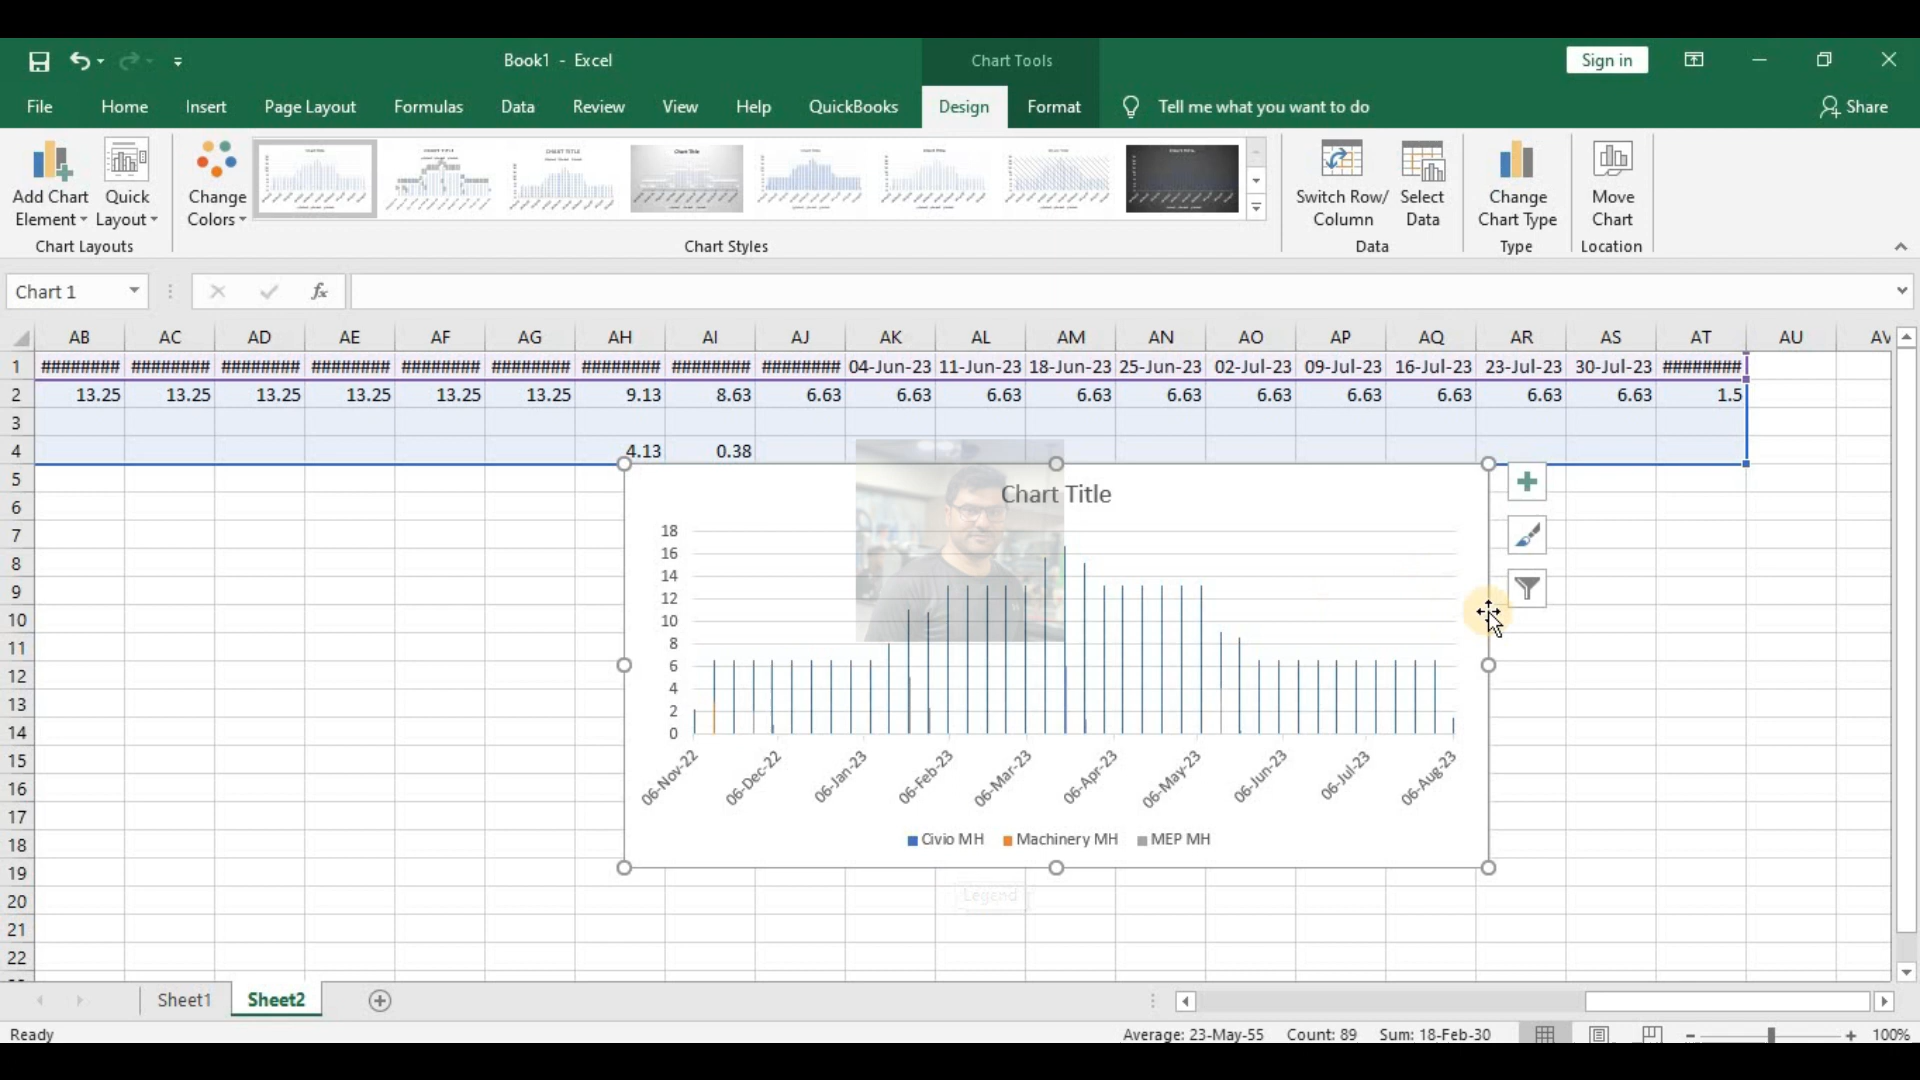 Book1 - Excel
Chart Tools
Sign in
File Home Insert Page Layout Formulas Data Review View Help QuickBooks Design Format Tell me what you want to do Share
Add Chart Element
Quick Layout
Change Colors
Switch Row/ Column
Select Data
Change Chart Type
Move Chart
Chart Layouts
Chart Styles
Data
Type
Location
Chart 1
fx
AB AC AD AE AF AG AH AI AJ AK AL AM AN AO AP AQ AR AS AT AU AV
1 ######## ######## ######## ######## ######## ######## ######## ######## ######## 04-Jun-23 11-Jun-23 18-Jun-23 25-Jun-23 02-Jul-23 09-Jul-23 16-Jul-23 23-Jul-23 30-Jul-23 ########
2 13.25 13.25 13.25 13.25 13.25 13.25 9.13 8.63 6.63 6.63 6.63 6.63 6.63 6.63 6.63 6.63 6.63 6.63 1.5
3
4 4.13 0.38
5
6
7
8
9
10
11
12
13
14
15
16
17
18
19
20
21
22
Chart Title
18
16
14
12
10
8
6
4
2
0
06-Nov-22 06-Dec-22 06-Jan-23 06-Feb-23 06-Mar-23 06-Apr-23 06-May-23 06-Jun-23 06-Jul-23 06-Aug-23
Civio MH Machinery MH MEP MH
Legend
Sheet1 Sheet2
Ready
Average: 23-May-55 Count: 89 Sum: 18-Feb-30 100%